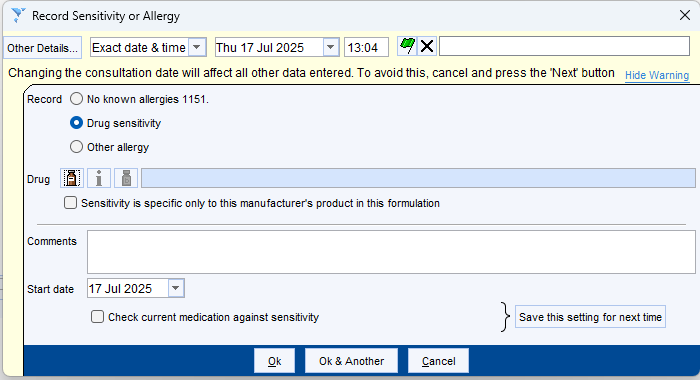 Record Sensitivity or Allergy
Other Details... Exact date & time Thu 17 Jul 2025 13:04
Changing the consultation date will affect all other data entered. To avoid this, cancel and press the 'Next' button Hide Warning
Record No known allergies 1151.
Drug sensitivity
Other allergy
Drug
Sensitivity is specific only to this manufacturer's product in this formulation
Comments
Start date 17 Jul 2025
Check current medication against sensitivity Save this setting for next time
Ok Ok & Another Cancel